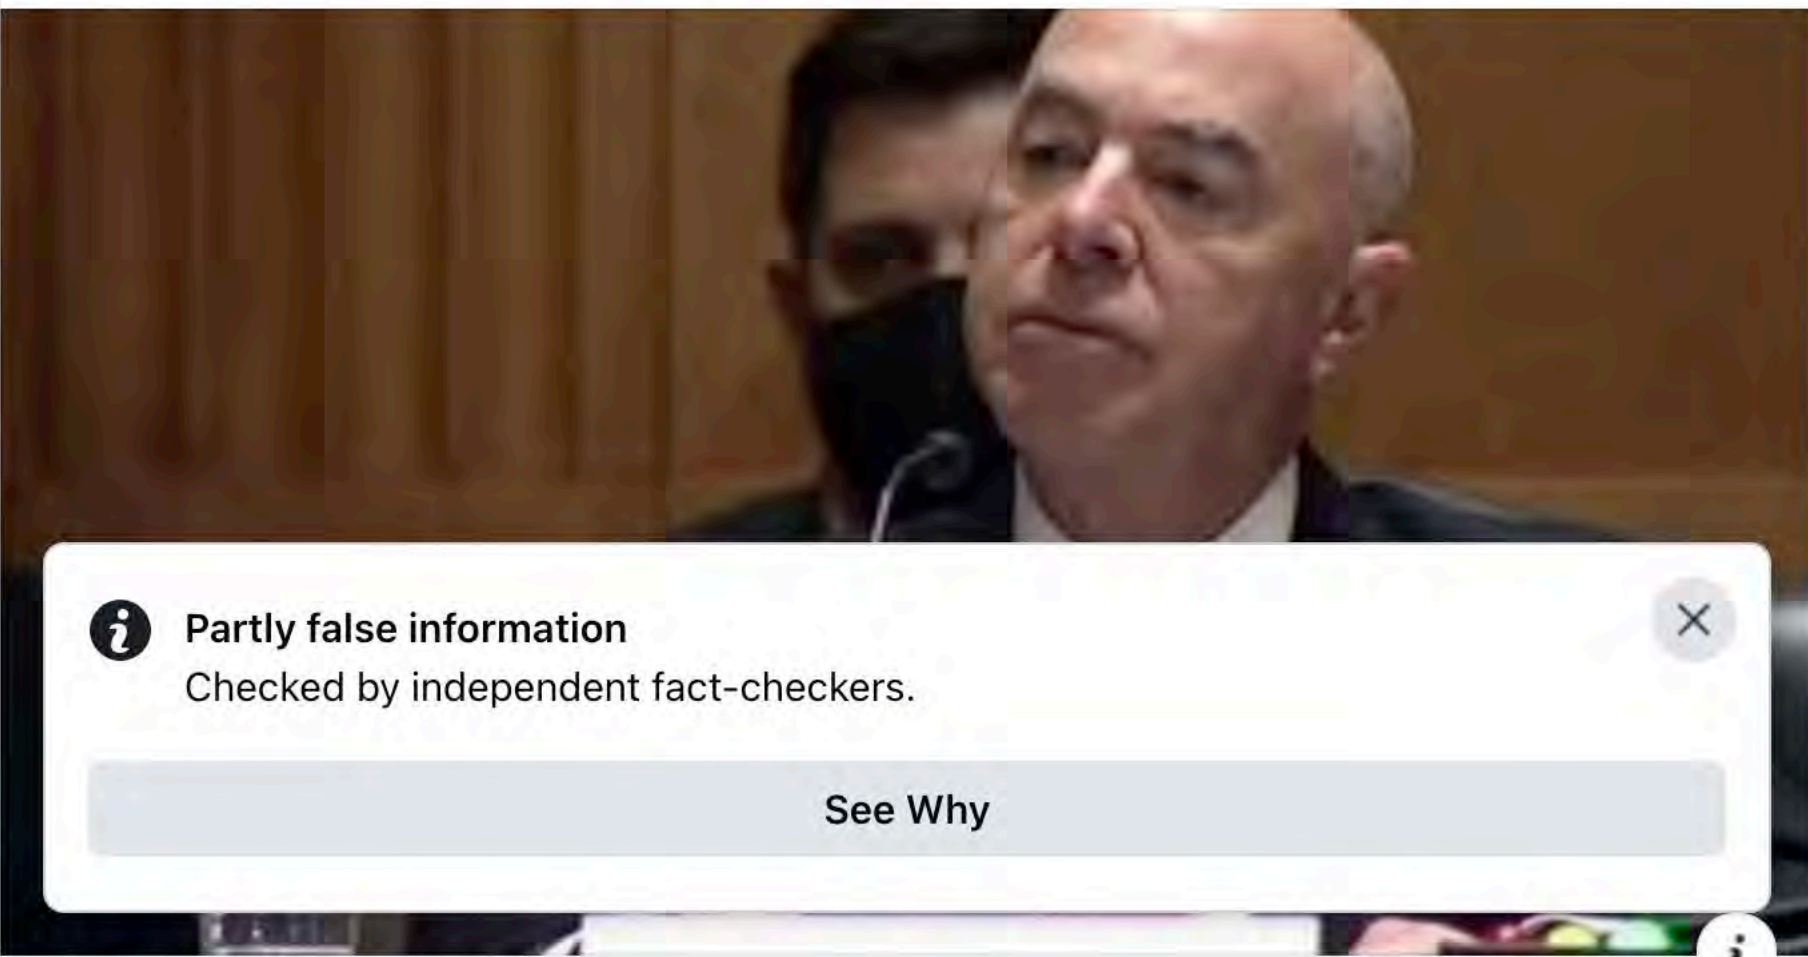 Partly false information
Checked by independent fact-checkers.
See Why